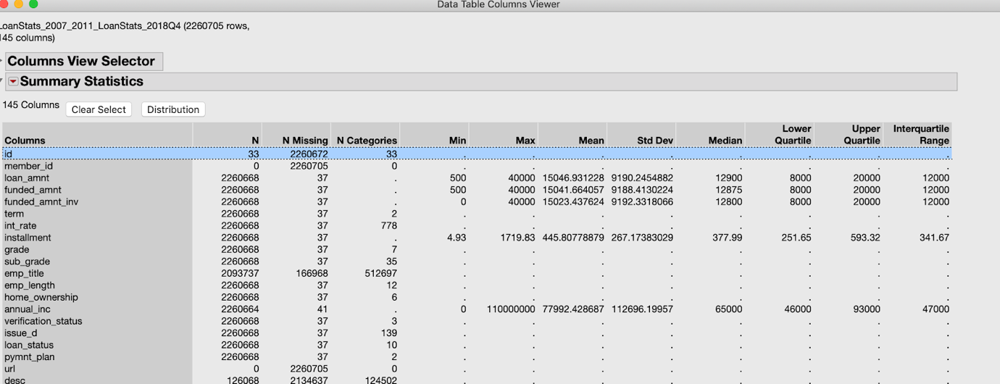 Data Table Columns Viewer
LoanStats_2007_2011_LoanStats_2018Q4 (2260705 rows,
145 columns)
Columns View Selector
Summary Statistics
145 Columns Clear Select Distribution
Columns N N Missing N Categories Min Max Mean Std Dev Median Lower Quartile Upper Quartile Interquartile Range
id 33 2260672 33 . . . . . . . .
member_id 0 2260705 0 . . . . . . . .
loan_amnt 2260668 37 . 500 40000 15046.931228 9190.2454882 12900 8000 20000 12000
funded_amnt 2260668 37 . 500 40000 15041.664057 9188.4130224 12875 8000 20000 12000
funded_amnt_inv 2260668 37 . 0 40000 15023.437624 9192.3318066 12800 8000 20000 12000
term 2260668 37 2 . . . . . . . .
int_rate 2260668 37 778 . . . . . . . .
installment 2260668 37 . 4.93 1719.83 445.80778879 267.17383029 377.99 251.65 593.32 341.67
grade 2260668 37 7 . . . . . . . .
sub_grade 2260668 37 35 . . . . . . . .
emp_title 2093737 166968 512697 . . . . . . . .
emp_length 2260668 37 12 . . . . . . . .
home_ownership 2260668 37 6 . . . . . . . .
annual_inc 2260664 41 . 0 110000000 77992.428687 112696.19957 65000 46000 93000 47000
verification_status 2260668 37 3 . . . . . . . .
issue_d 2260668 37 139 . . . . . . . .
loan_status 2260668 37 10 . . . . . . . .
pymnt_plan 2260668 37 2 . . . . . . . .
url 0 2260705 0 . . . . . . . .
desc 126068 2134637 124502 . . . . . . . .